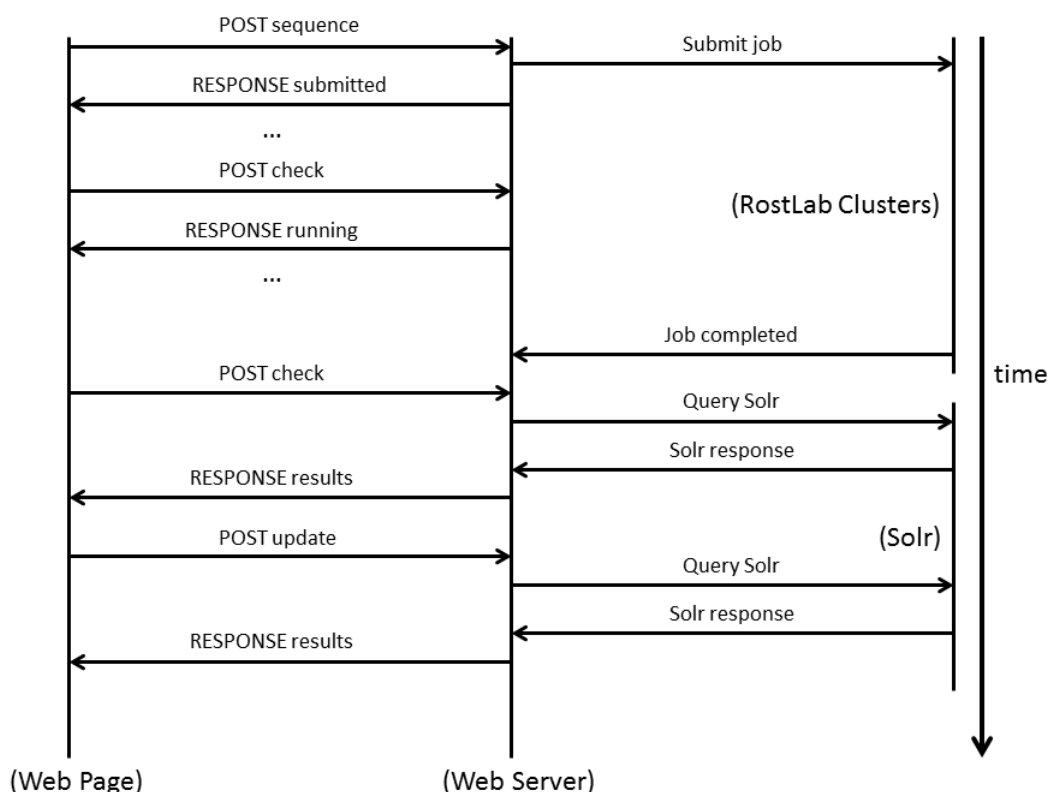 POST sequence
Submit job
RESPONSE submitted
...
POST check
(RostLab Clusters)
RESPONSE running
...
Job completed
POST check
time
Query Solr
Solr response
RESPONSE results
POST update
(Solr)
Query Solr
Solr response
RESPONSE results
(Web Page)
(Web Server)